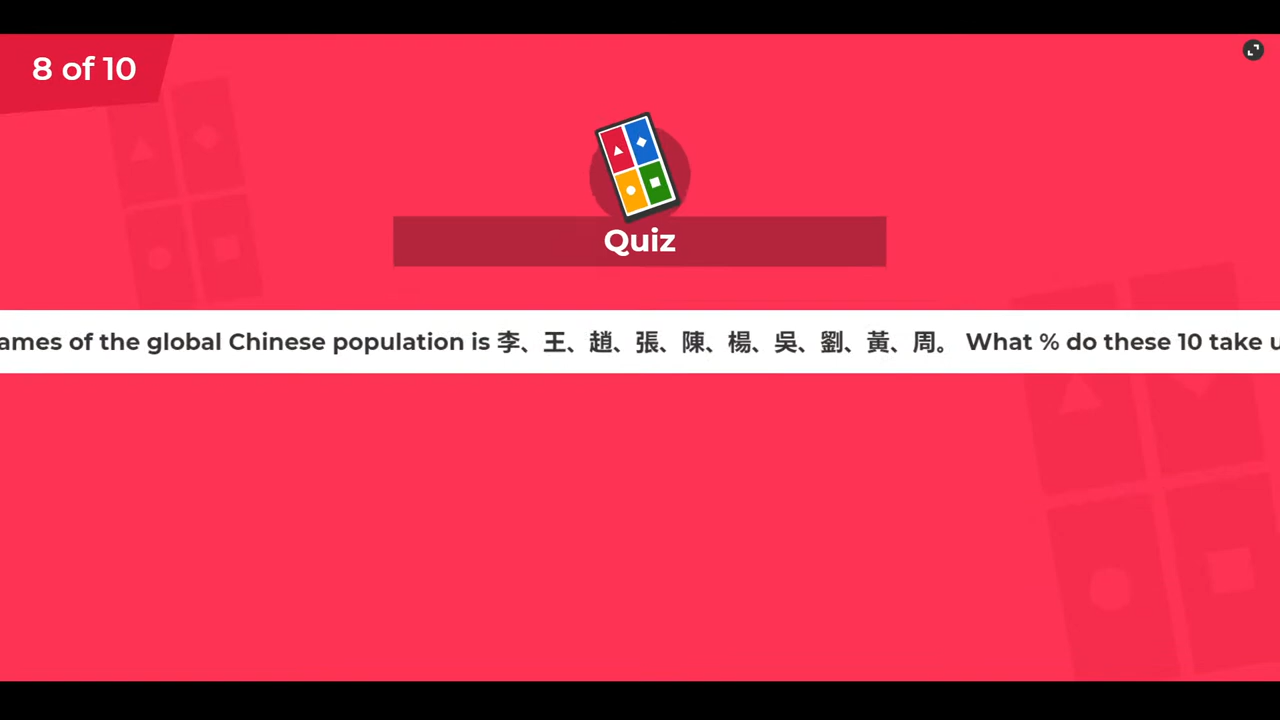 8 of 10
Quiz
ames of the global Chinese population is 李、王、趙、張、陳、楊、吳、劉、黃、周。 What % do these 10 take u